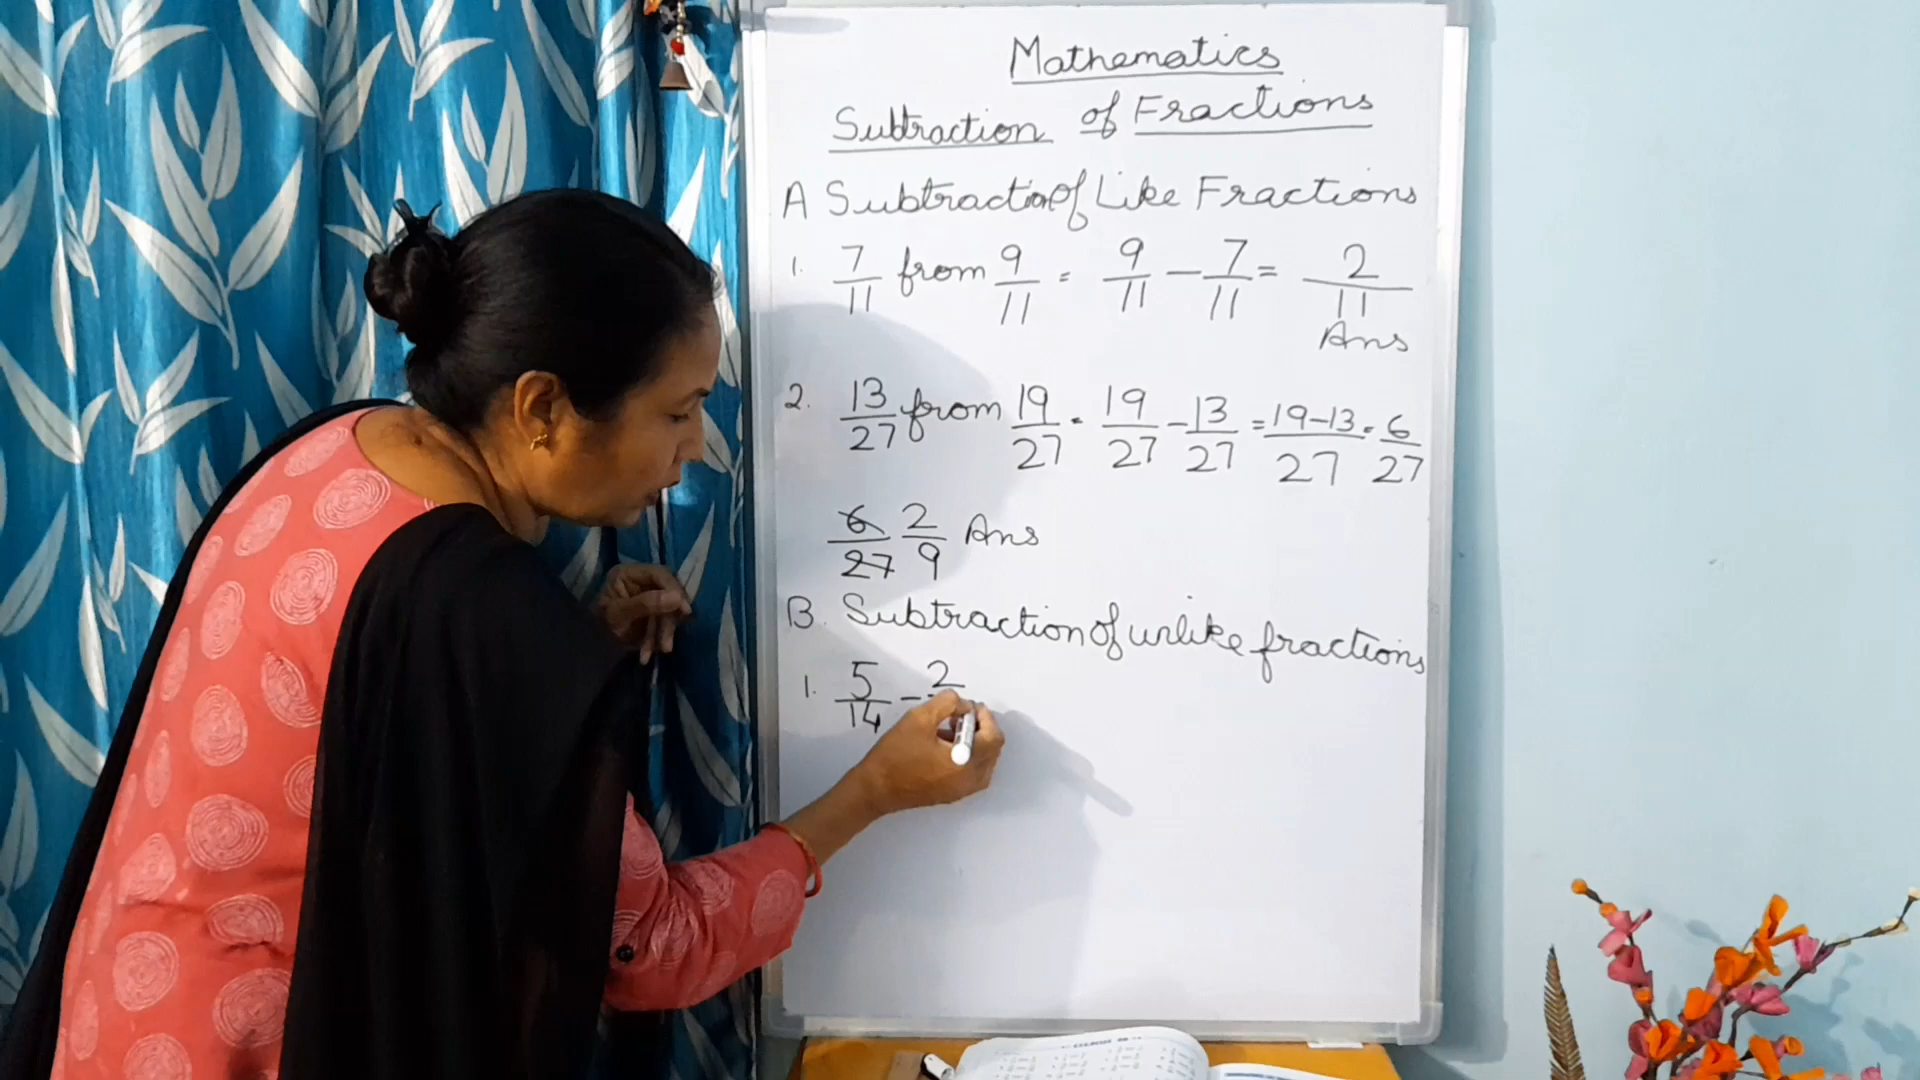 Mathematics
Subtraction of Fractions
A Subtraction of Like Fractions
1. 7/11 from 9/11 = 9/11 - 7/11 = 2/11
Ans
2. 13/27 from 19/27 = 19/27 - 13/27 = 19-13/27 = 6/27
6/27 2/9 Ans
B. Subtraction of unlike fractions
1. 5/14 - 2